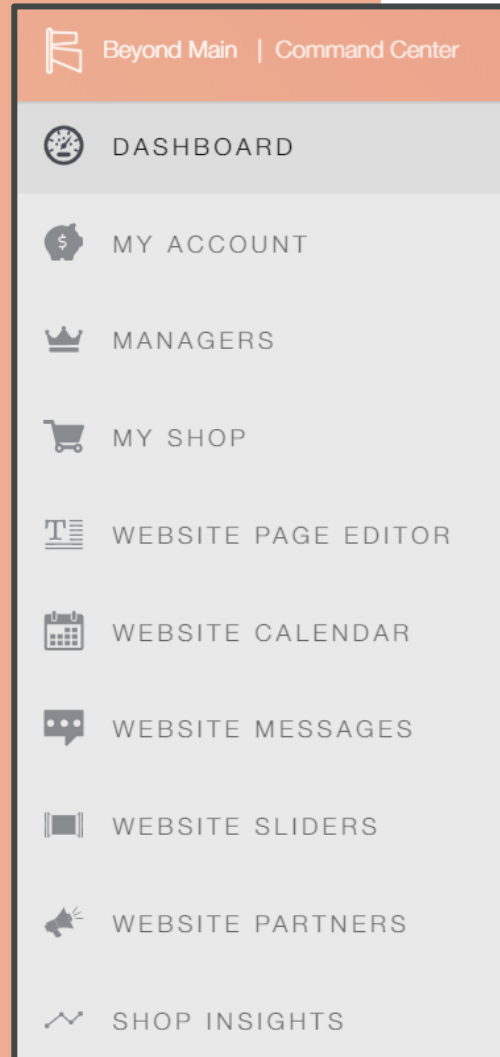 Beyond Main | Command Center
DASHBOARD
$ MY ACCOUNT
MANAGERS
MY SHOP
T WEBSITE PAGE EDITOR
WEBSITE CALENDAR
WEBSITE MESSAGES
WEBSITE SLIDERS
WEBSITE PARTNERS
SHOP INSIGHTS